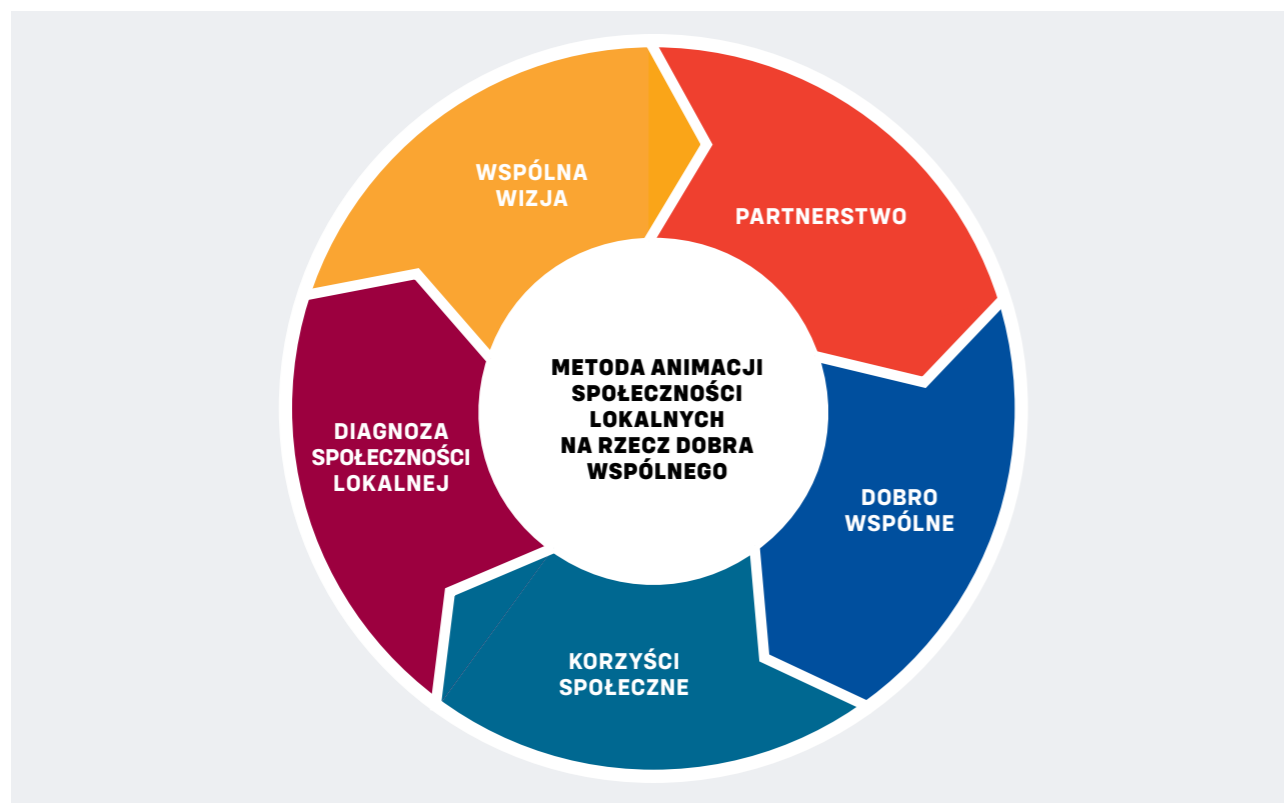 WSPÓLNA
WIZJA
PARTNERSTWO
METODA ANIMACJI
SPOŁECZNOŚCI
LOKALNYCH
NA RZECZ DOBRA
WSPÓLNEGO
DIAGNOZA
SPOŁECZNOŚCI
LOKALNEJ
DOBRO
WSPÓLNE
KORZYŚCI
SPOŁECZNE